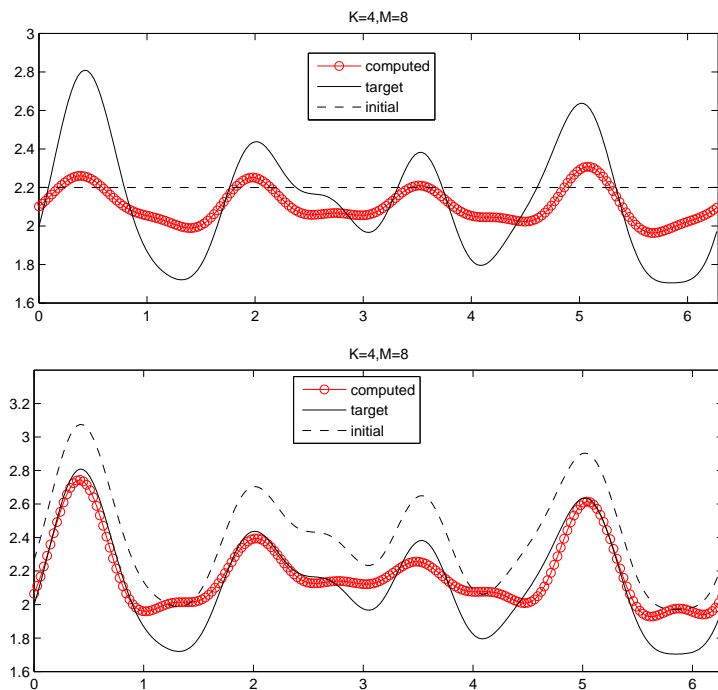 K=4,M=8
3
2.8
2.6
2.4
2.2
2
1.8
1.6
computed
target
initial
0 1 2 3 4 5 6
K=4,M=8
3.2
3
2.8
2.6
2.4
2.2
2
1.8
1.6
computed
target
initial
0 1 2 3 4 5 6